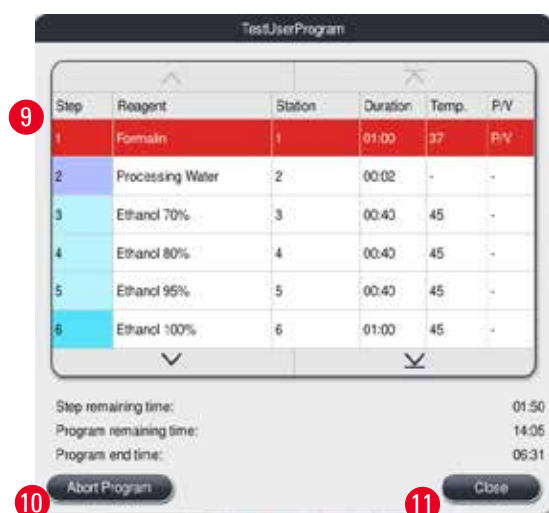 TestUserProgram
Step Reagent Station Duration Temp. P/V
9
1 Formalin 1 01:00 37 P/V
2 Processing Water 2 00:02 - -
3 Ethanol 70% 3 00:40 45 -
4 Ethanol 80% 4 00:40 45 -
5 Ethanol 95% 5 00:40 45 -
6 Ethanol 100% 6 01:00 45 -
Step remaining time: 01:50
Program remaining time: 14:05
Program end time: 06:31
Abort Program Close
10 11